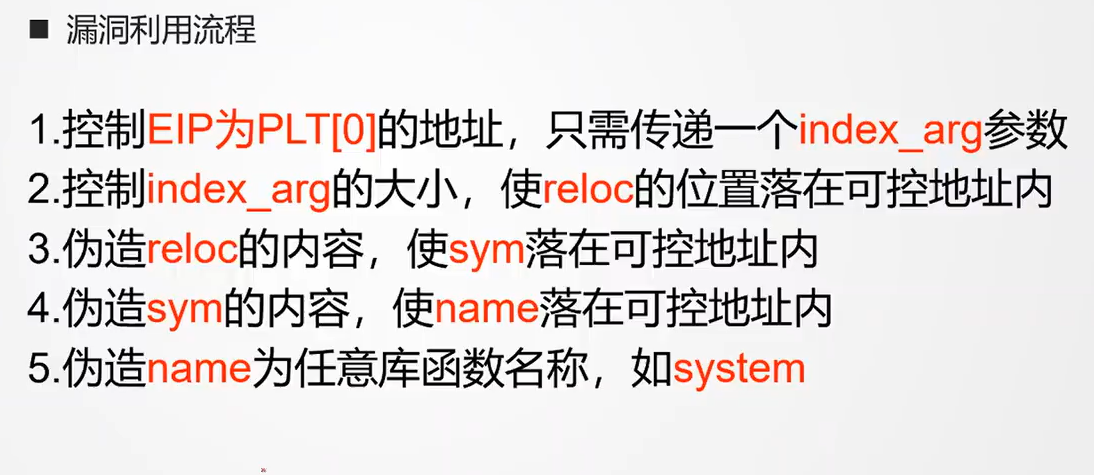 ■ 漏洞利用流程
1.控制EIP为PLT[0]的地址，只需传递一个index_arg参数
2.控制index_arg的大小，使reloc的位置落在可控地址内
3.伪造reloc的内容，使sym落在可控地址内
4.伪造sym的内容，使name落在可控地址内
5.伪造name为任意库函数名称，如system